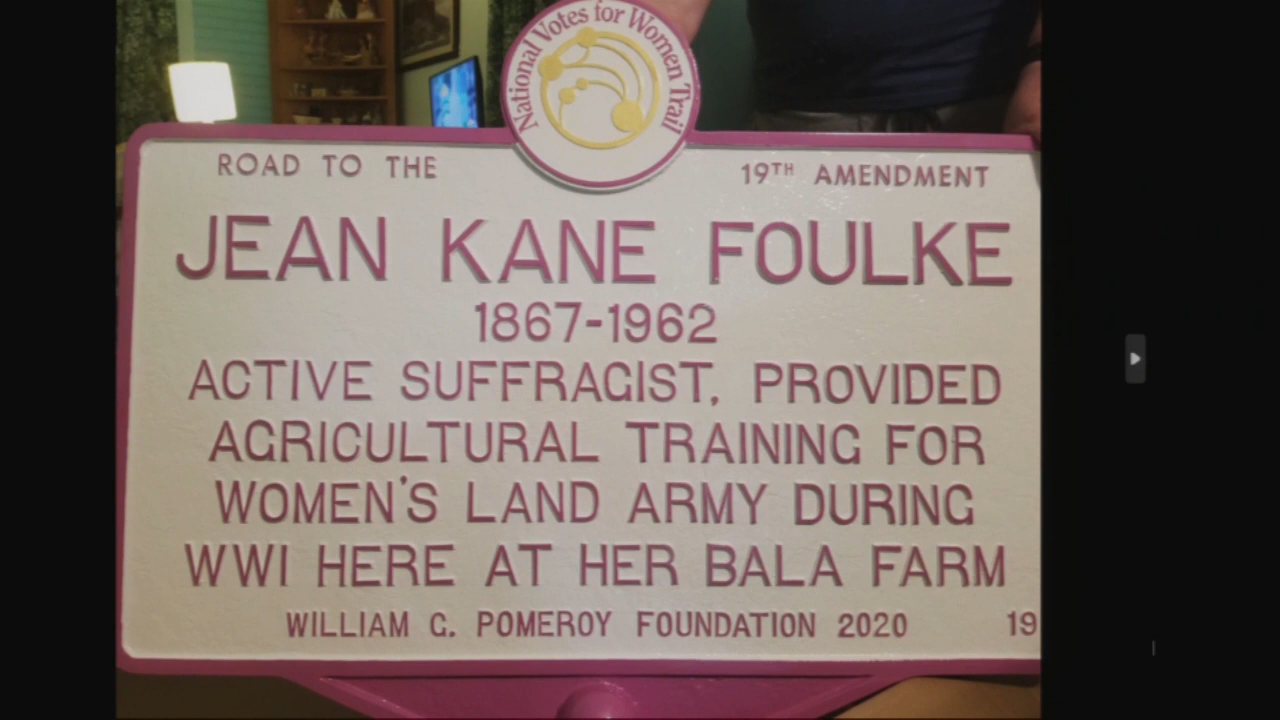 National Votes for Women Trail
ROAD TO THE 19TH AMENDMENT
JEAN KANE FOULKE
1867-1962
ACTIVE SUFFRAGIST, PROVIDED
AGRICULTURAL TRAINING FOR
WOMEN'S LAND ARMY DURING
WWI HERE AT HER BALA FARM
WILLIAM G. POMEROY FOUNDATION 2020 19